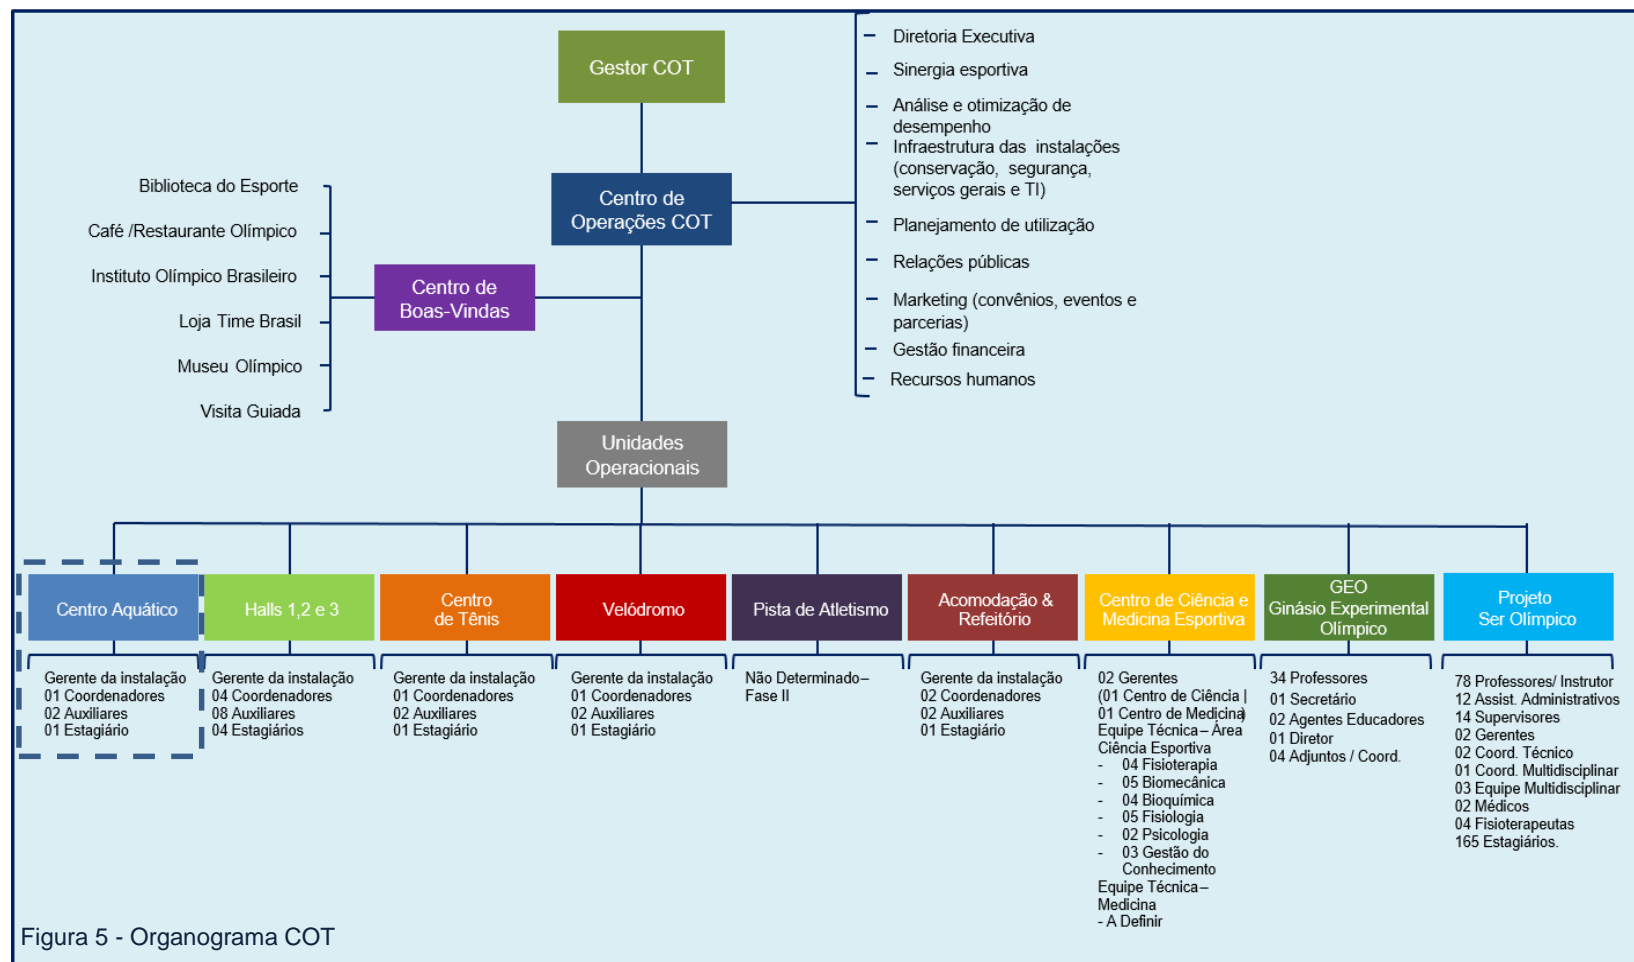 Gestor COT
Diretoria Executiva
Sinergia esportiva
Análise e otimização de
desempenho
Infraestrutura das instalações
(conservação, segurança,
serviços gerais e TI)
Planejamento de utilização
Relações públicas
Marketing (convênios, eventos e
parcerias)
Gestão financeira
Recursos humanos
Centro de
Operações COT
Biblioteca do Esporte
Café /Restaurante Olímpico
Instituto Olímpico Brasileiro
Loja Time Brasil
Museu Olímpico
Visita Guiada
Centro de
Boas-Vindas
Unidades
Operacionais
Centro Aquático
Gerente da instalação
01 Coordenadores
02 Auxiliares
01 Estagiário
Halls 1,2 e 3
Gerente da instalação
04 Coordenadores
08 Auxiliares
04 Estagiários
Centro
de Tênis
Gerente da instalação
01 Coordenadores
02 Auxiliares
01 Estagiário
Velódromo
Gerente da instalação
01 Coordenadores
02 Auxiliares
01 Estagiário
Pista de Atletismo
Não Determinado–
Fase II
Acomodação &
Refeitório
Gerente da instalação
02 Coordenadores
02 Auxiliares
01 Estagiário
Centro de Ciência e
Medicina Esportiva
02 Gerentes
(01 Centro de Ciência |
01 Centro de Medicina)
Equipe Técnica– Área
Ciência Esportiva
- 04 Fisioterapia
- 05 Biomecânica
- 04 Bioquímica
- 05 Fisiologia
- 02 Psicologia
- 03 Gestão do
Conhecimento
Equipe Técnica–
Medicina
- A Definir
GEO
Ginásio Experimental
Olímpico
34 Professores
01 Secretário
02 Agentes Educadores
01 Diretor
04 Adjuntos / Coord.
Projeto
Ser Olímpico
78 Professores/ Instrutor
12 Assist. Administrativos
14 Supervisores
02 Gerentes
02 Coord. Técnico
01 Coord. Multidisciplinar
03 Equipe Multidisciplinar
02 Médicos
04 Fisioterapeutas
165 Estagiários.
Figura 5 - Organograma COT